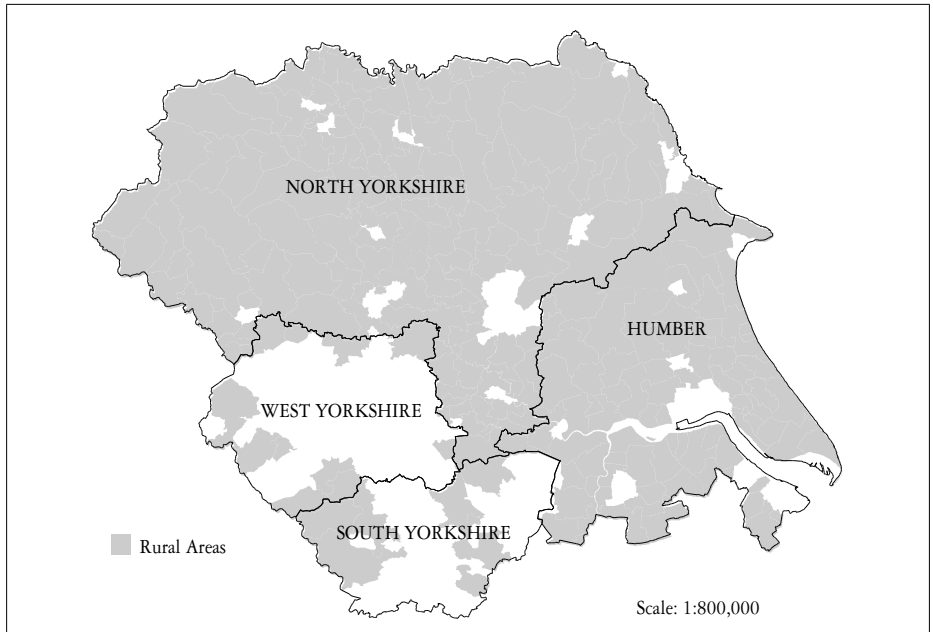 NORTH YORKSHIRE
HUMBER
WEST YORKSHIRE
SOUTH YORKSHIRE
Rural Areas
Scale: 1:800,000